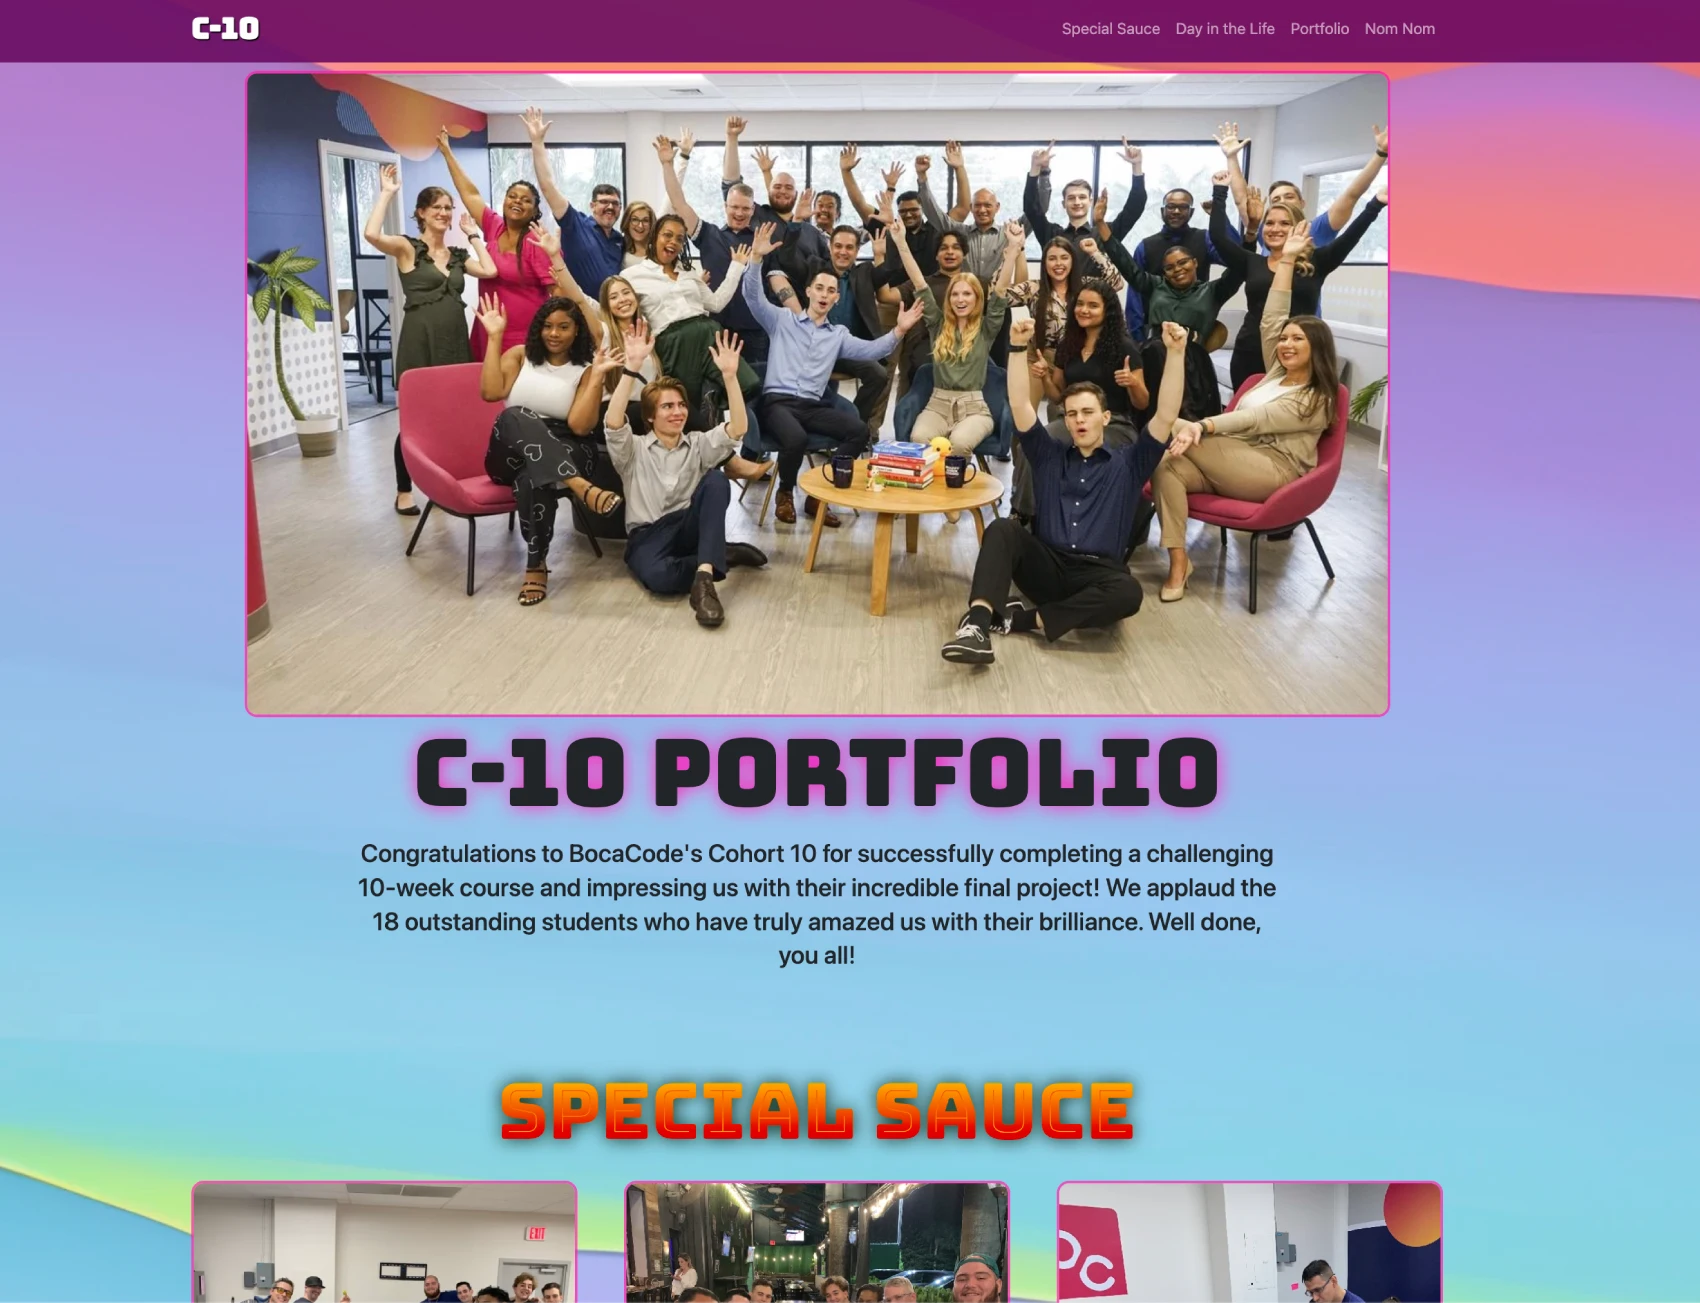 C-10
Special Sauce Day in the Life Portfolio Nom Nom
C-10 PORTFOLIO
Congratulations to BocaCode's Cohort 10 for successfully completing a challenging
10-week course and impressing us with their incredible final project! We applaud the
18 outstanding students who have truly amazed us with their brilliance. Well done,
you all!
SPECIAL SAUCE
EXIT